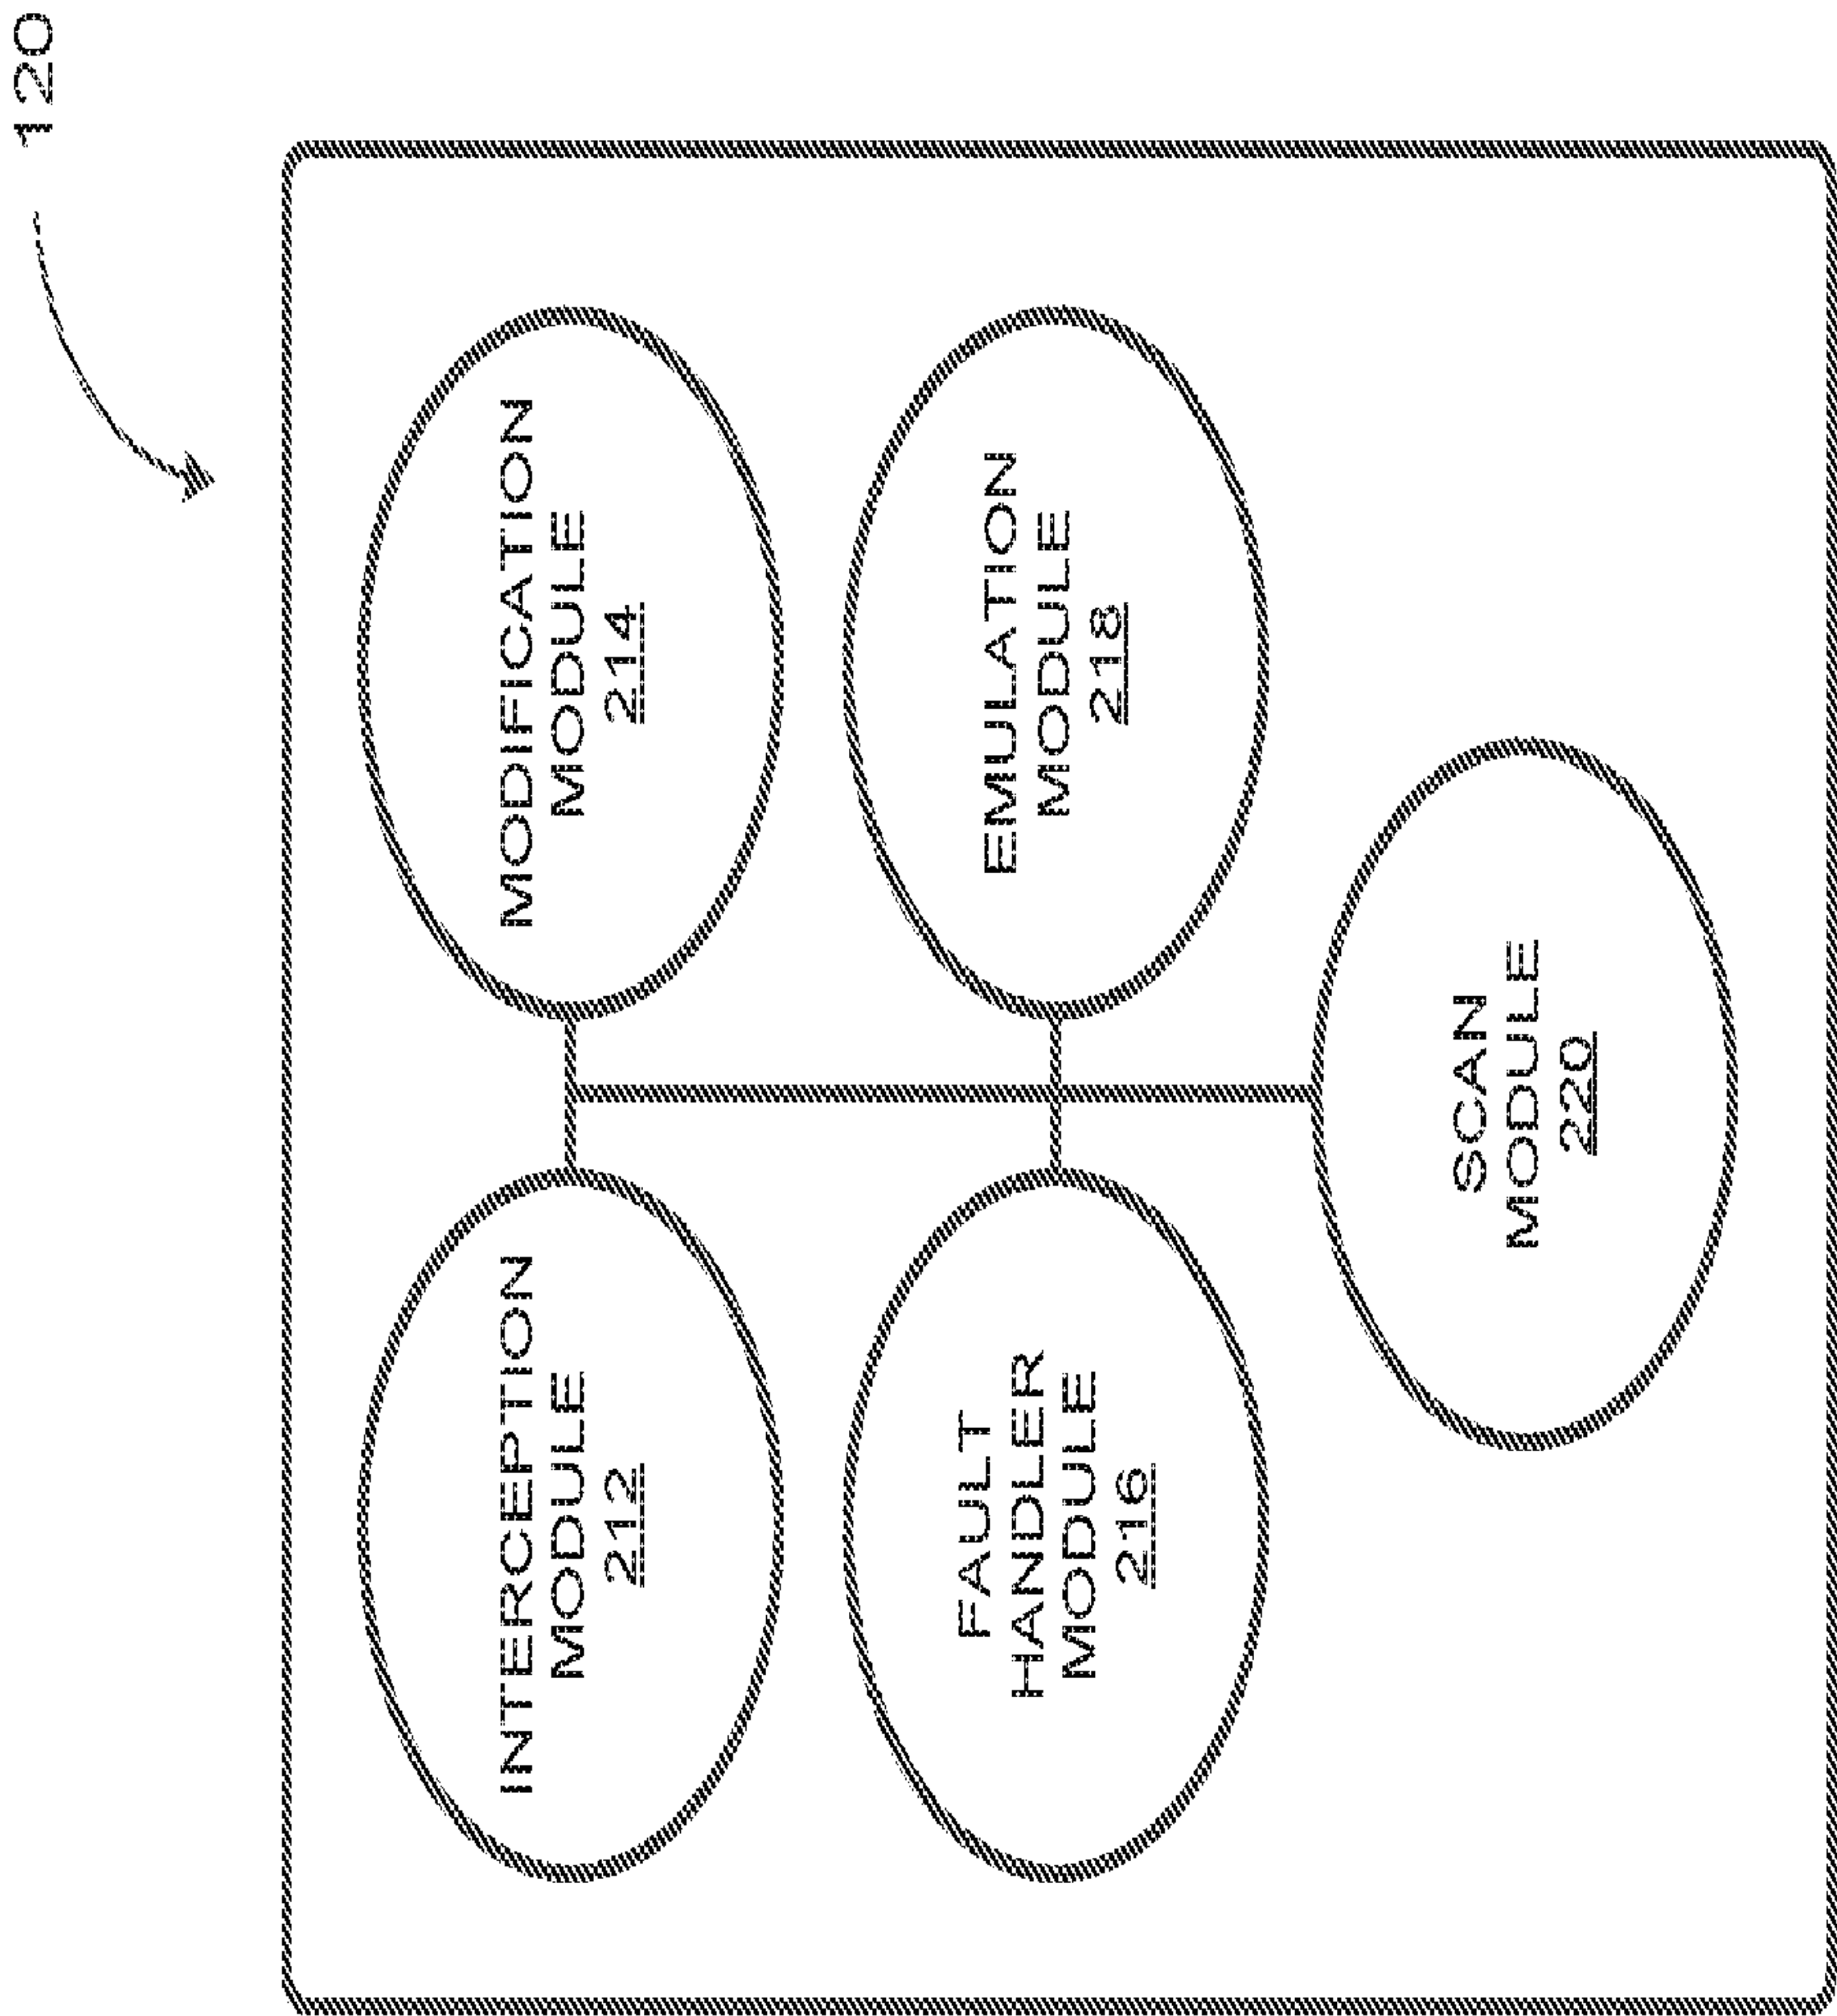 120
INTERCEPTION
MODULE
212
MODIFICATION
MODULE
214
FAULT
HANDLER
MODULE
216
EMULATION
MODULE
218
SCAN
MODULE
220